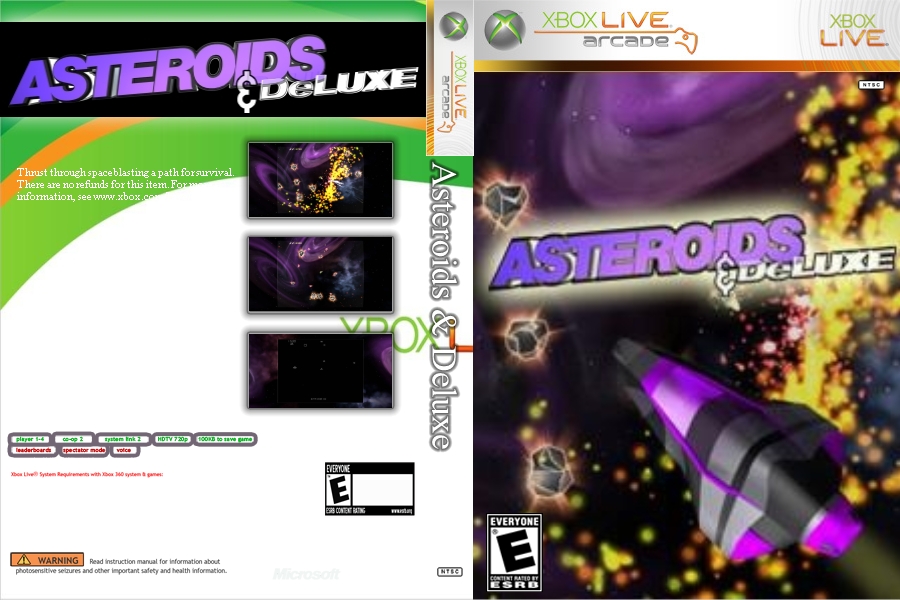 ASTEROIDS
& DeLUXE
Thrust through space blasting a path for survival.
There are no refunds for this item. For
information, see www.xbox.co
XBOX
player 1-4
co-op 2
system link 2
HDTV 720p
100KB to save game
leaderboards
spectator mode
voice
Xbox Live® System Requirements with Xbox 360 system & games:
EVERYONE
E
ESRB CONTENT RATING www.esrb.org
WARNING Read instruction manual for information about
photosensitive seizures and other important safety and health information.
Microsoft
XBOX LIVE
arcade
Asteroids & Deluxe
NTSC
XBOX LIVE
arcade
XBOX
LIVE
NTSC
ASTEROIDS
& DeLUXE
EVERYONE
E
CONTENT RATED BY
ESRB